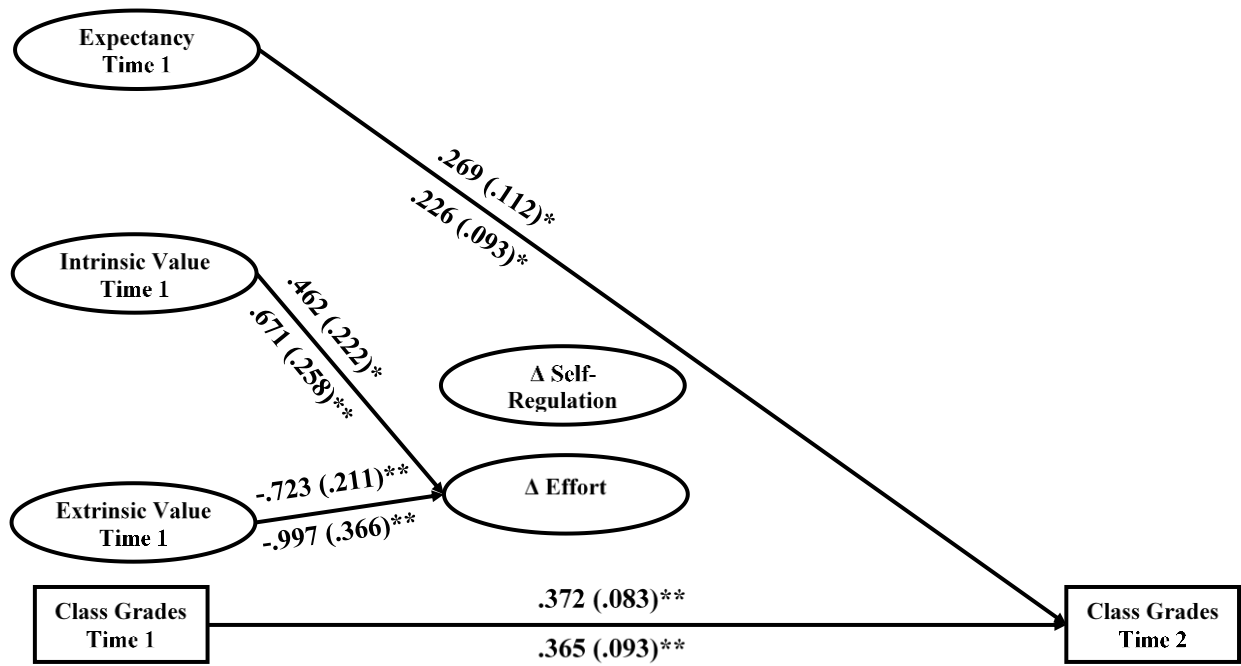 Expectancy
Time 1
.269 (.112)*
.226 (.093)*
Intrinsic Value
Time 1
.462 (.222)*
.671 (.258)**
Δ Self-
Regulation
Extrinsic Value
Time 1
-.723 (.211)**
-.997 (.366)**
Δ Effort
Class Grades
Time 1
.372 (.083)**
.365 (.093)**
Class Grades
Time 2